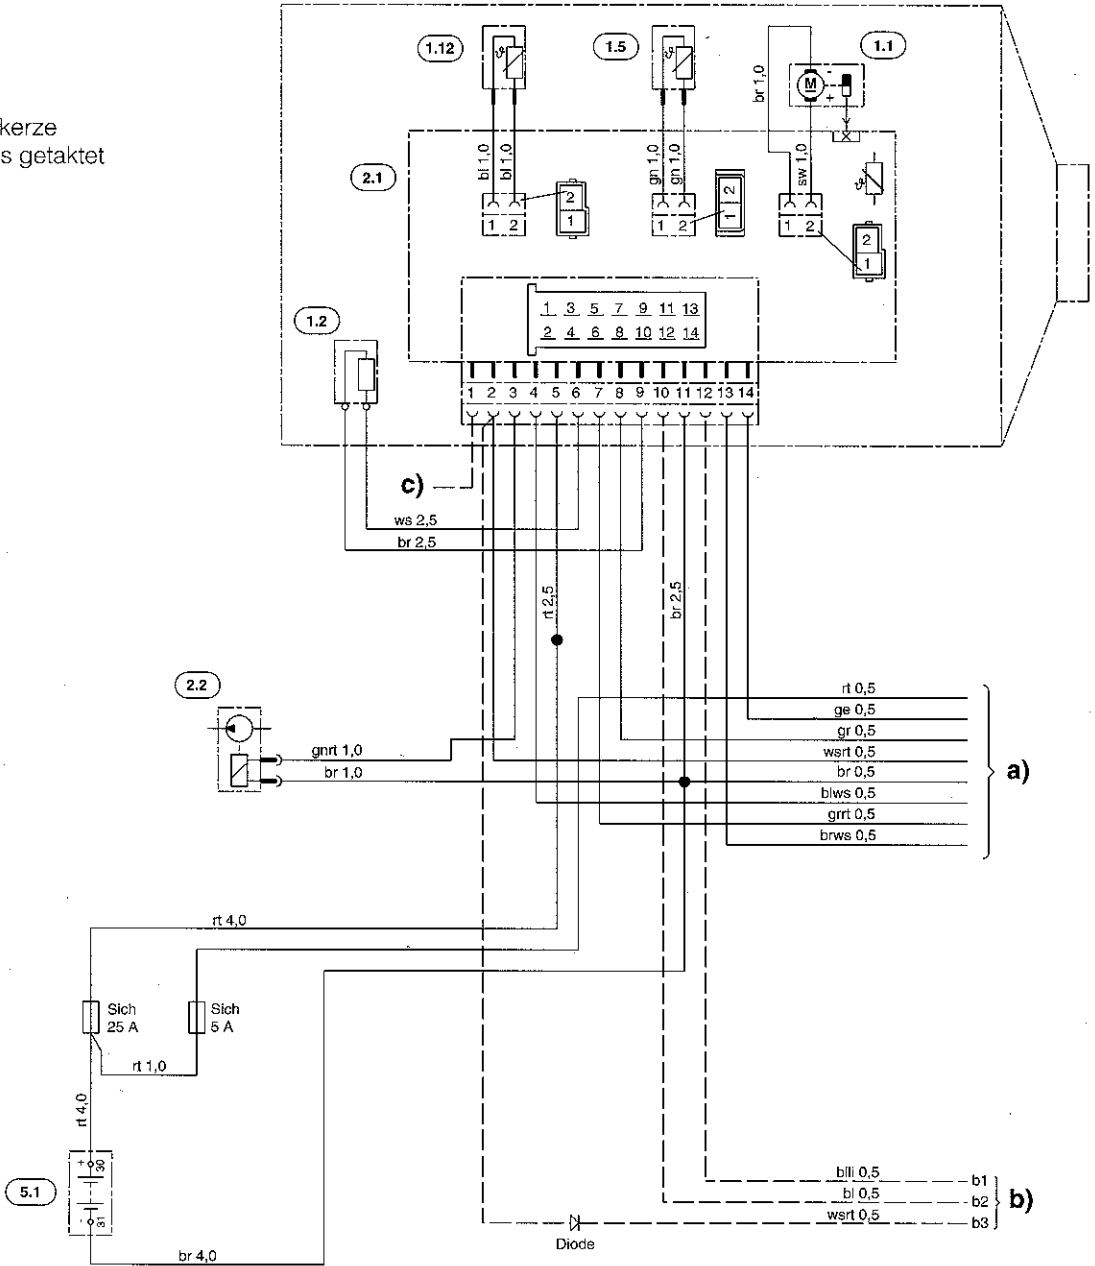 kerze
s getaktet
1.12
1.5
1.1
br 1,0
M
-
+
bl 1,0
bl 1,0
gn 1,0
gn 1,0
sw 1,0
2.1
2
1
2
1
1 2
1 2
1 2
2
1
1.2
1 3 5 7 9 11 13
2 4 6 8 10 12 14
1 2 3 4 5 6 7 8 9 10 11 12 13 14
c)
ws 2,5
br 2,5
rt 2,5
br 2,5
2.2
rt 0,5
ge 0,5
gr 0,5
gnrt 1,0
wsrt 0,5
br 1,0
br 0,5
a)
blws 0,5
grrt 0,5
brws 0,5
rt 4,0
Sich
25 A
Sich
5 A
rt 1,0
rt 4,0
+ 30
5.1
- 31
blli 0,5
b1
bl 0,5
b2
b)
wsrt 0,5
b3
Diode
br 4,0